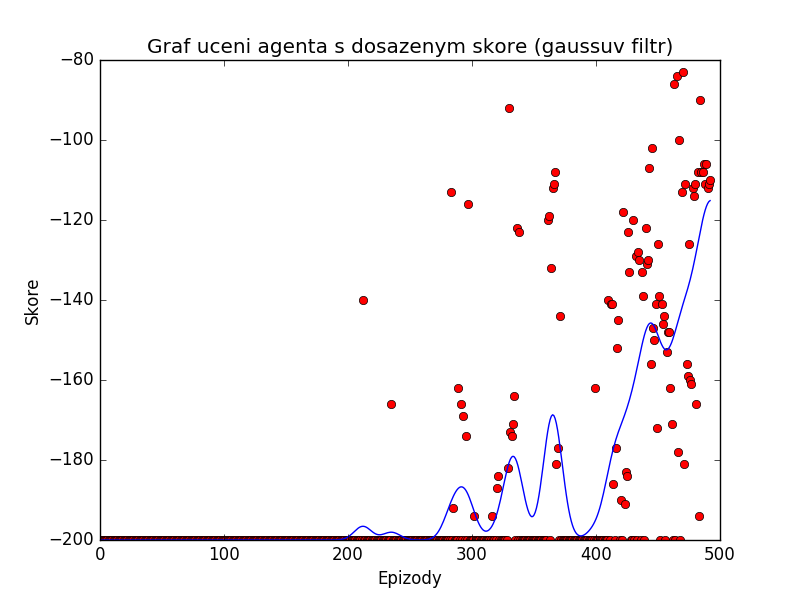 Graf uceni agenta s dosazenym skore (gaussuv filtr)
−80
−100
−120
−140
−160
−180
−200
Skore
0 100 200 300 400 500
Epizody